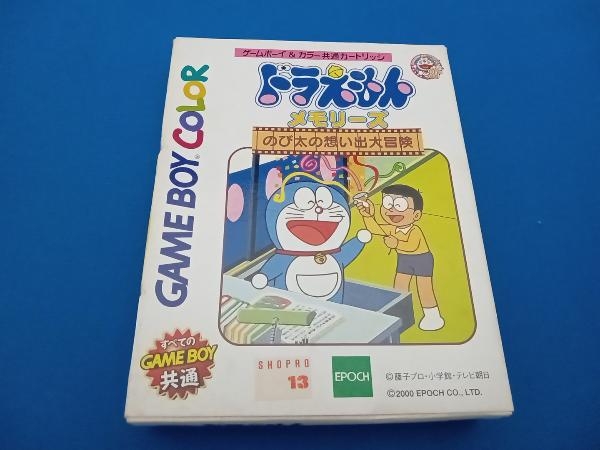 ゲームボーイ＆カラー共通カートリッジ
ドラえもん
メモリーズ
のび太の想い出大冒険
GAME BOY COLOR
すべての
GAME BOY
共通
SHOPRO
13
EPOCH
©藤子プロ・小学館・テレビ朝日
©2000 EPOCH CO., LTD.